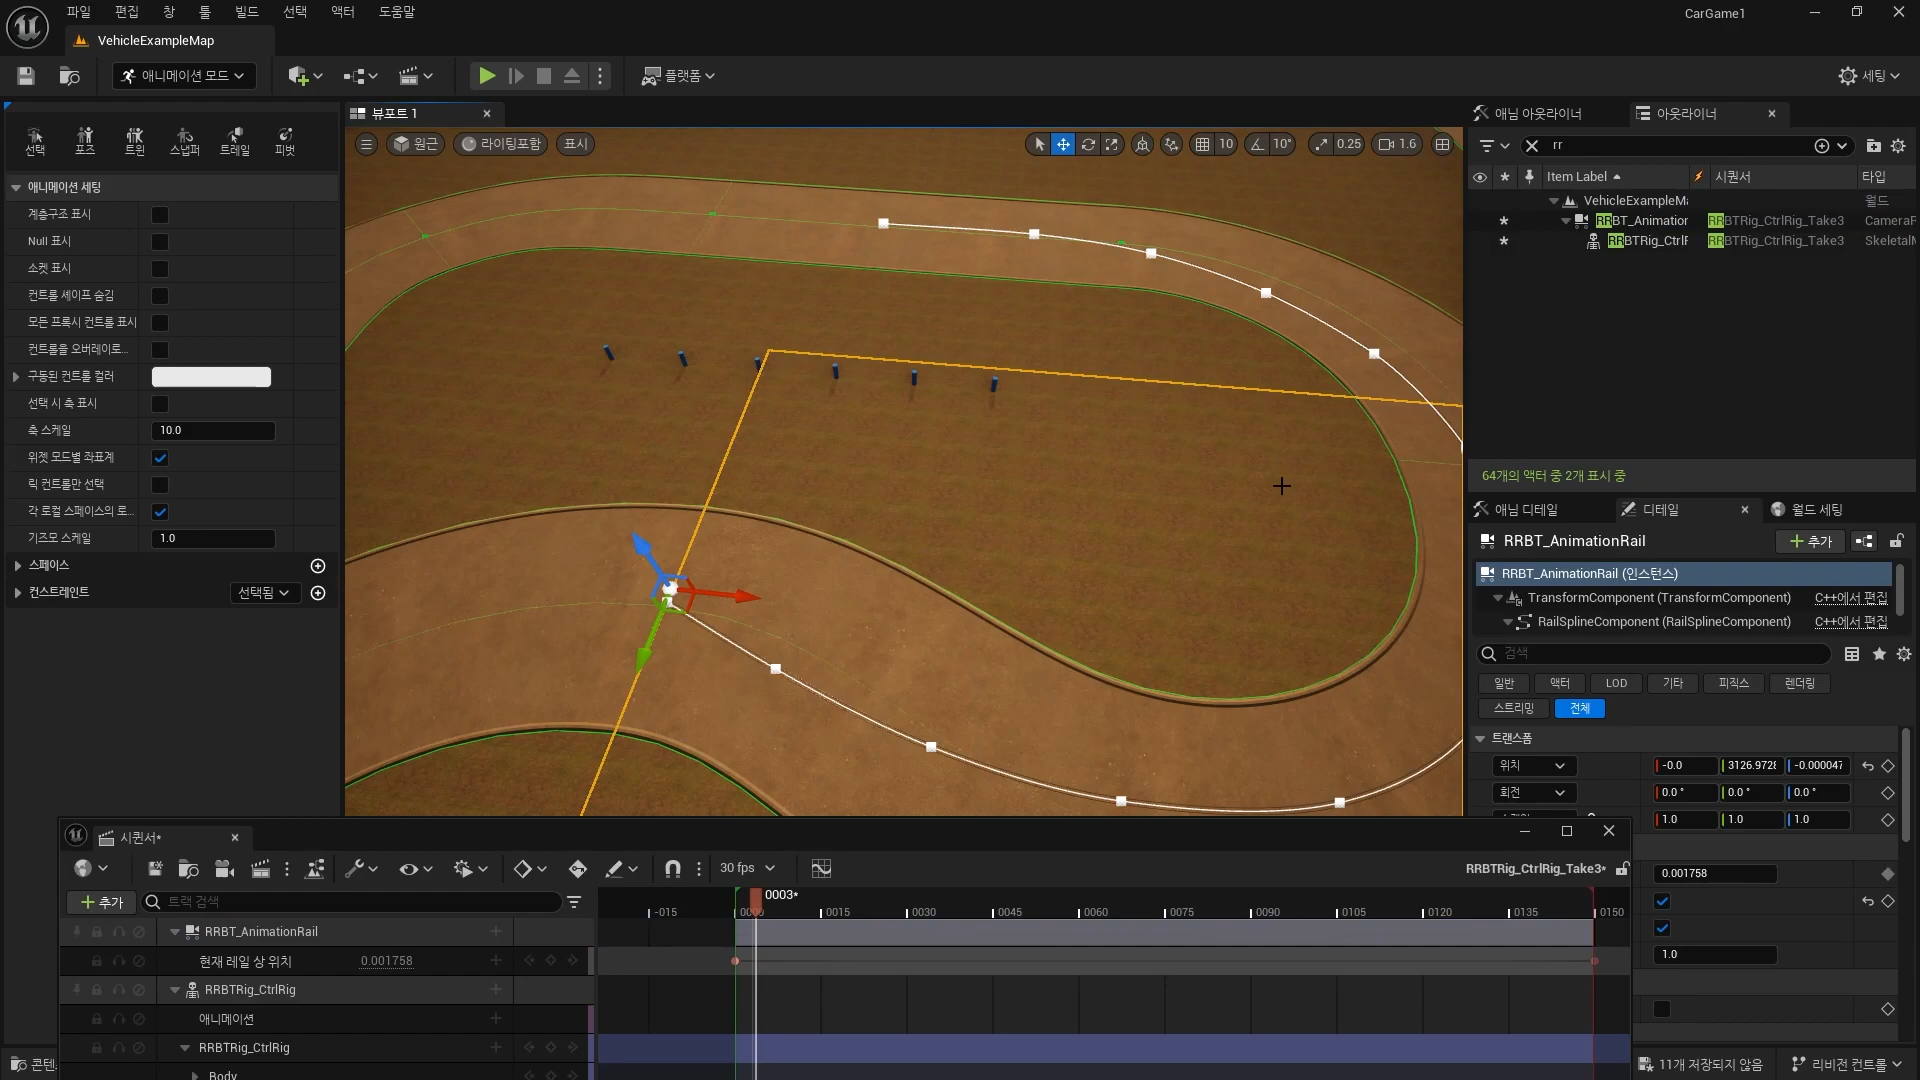 파일 편집 창 툴 빌드 선택 액터 도움말 CarGame1
VehicleExampleMap
애니메이션 모드 플랫폼 세팅
선택 포즈 트윈 스냅퍼 트레일 피벗
애니메이션 세팅
계층구조 표시
Null 표시
소켓 표시
컨트롤 셰이프 숨김
모든 프록시 컨트롤 표시
컨트롤을 오버레이로...
구동된 컨트롤 컬러
선택 시 축 표시
축 스케일 10.0
위젯 모드별 좌표계
릭 컨트롤만 선택
각 로컬 스페이스의 로...
기즈모 스케일 1.0
스페이스
컨스트레인트 선택됨
뷰포트 1
원근 라이팅포함 표시 10 10° 0.25 1.6
애님 아웃라이너 아웃라이너
rr
Item Label 시퀀서 타입
VehicleExampleMa 월드
RRBT_Animation RRBTRig_CtrlRig_Take3 CameraF
RRBTRig_CtrlF RRBTRig_CtrlRig_Take3 SkeletalM
64개의 액터 중 2개 표시 중
애님 디테일 디테일 월드 세팅
RRBT_AnimationRail 추가
RRBT_AnimationRail (인스턴스)
TransformComponent (TransformComponent) C++에서 편집
RailSplineComponent (RailSplineComponent) C++에서 편집
검색
일반 액터 LOD 기타 피직스 렌더링
스트리밍 전체
트랜스폼
위치 -0.0 3126.9728 -0.000047
회전 0.0° 0.0° 0.0°
1.0 1.0 1.0
0.001758
1.0
시퀀서*
30 fps RRBTRig_CtrlRig_Take3*
추가 트랙 검색
0003*
-015 0000 0015 0030 0045 0060 0075 0090 0105 0120 0135 0150
RRBT_AnimationRail
현재 레일 상 위치 0.001758
RRBTRig_CtrlRig
애니메이션
RRBTRig_CtrlRig
Body
콘텐
11개 저장되지 않음 리비전 컨트롤